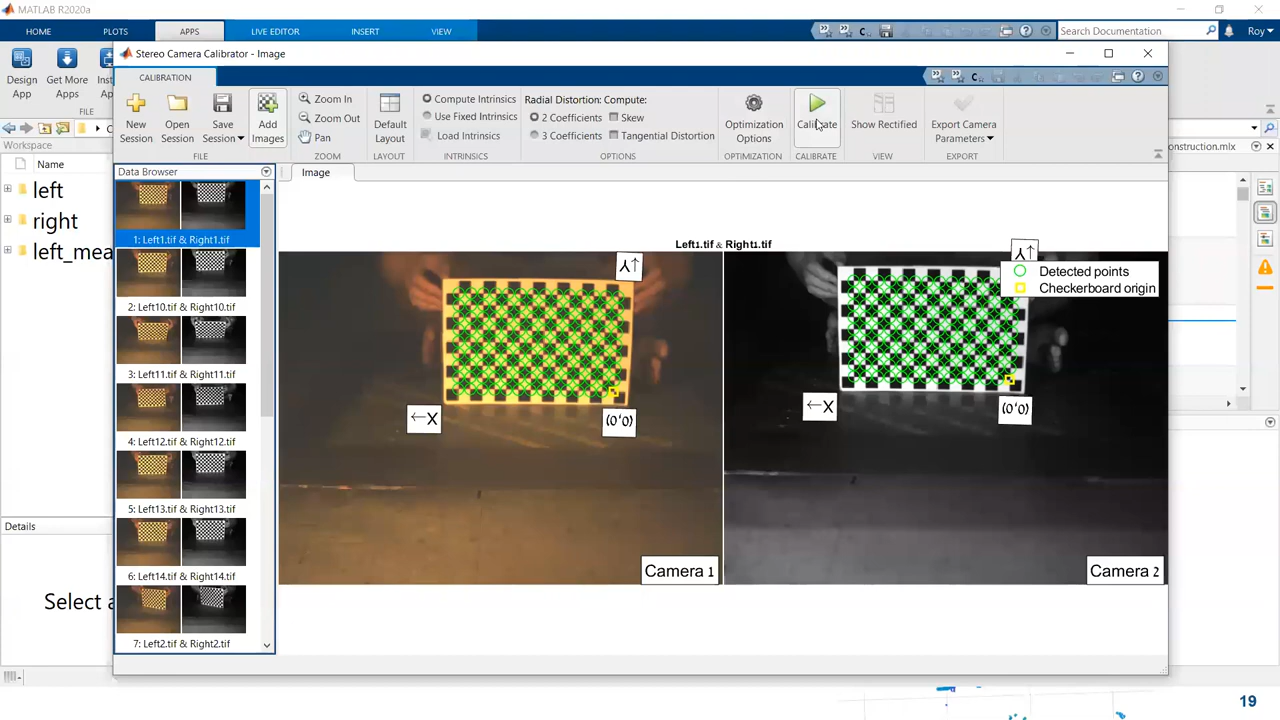 MATLAB R2020a
HOME PLOTS APPS LIVE EDITOR INSERT VIEW
Search Documentation
Roy
Design App
Get More Apps
FILE
Stereo Camera Calibrator - Image
CALIBRATION
New Session
Open Session
Save Session
Add Images
FILE
Zoom In
Zoom Out
Pan
ZOOM
Default Layout
LAYOUT
Compute Intrinsics
Use Fixed Intrinsics
Load Intrinsics
INTRINSICS
Radial Distortion: Compute:
2 Coefficients Skew
3 Coefficients Tangential Distortion
OPTIONS
Optimization Options
OPTIMIZATION
Calibrate
CALIBRATE
Show Rectified
VIEW
Export Camera Parameters
EXPORT
Workspace
Name
left
right
Details
Data Browser
1: Left1.tif & Right1.tif
2: Left10.tif & Right10.tif
3: Left11.tif & Right11.tif
4: Left12.tif & Right12.tif
5: Left13.tif & Right13.tif
6: Left14.tif & Right14.tif
7: Left2.tif & Right2.tif
Image
Left1.tif & Right1.tif
Y↑
←X
(0,0)
Camera 1
Y↑
Detected points
Checkerboard origin
←X
(0,0)
Camera 2
19